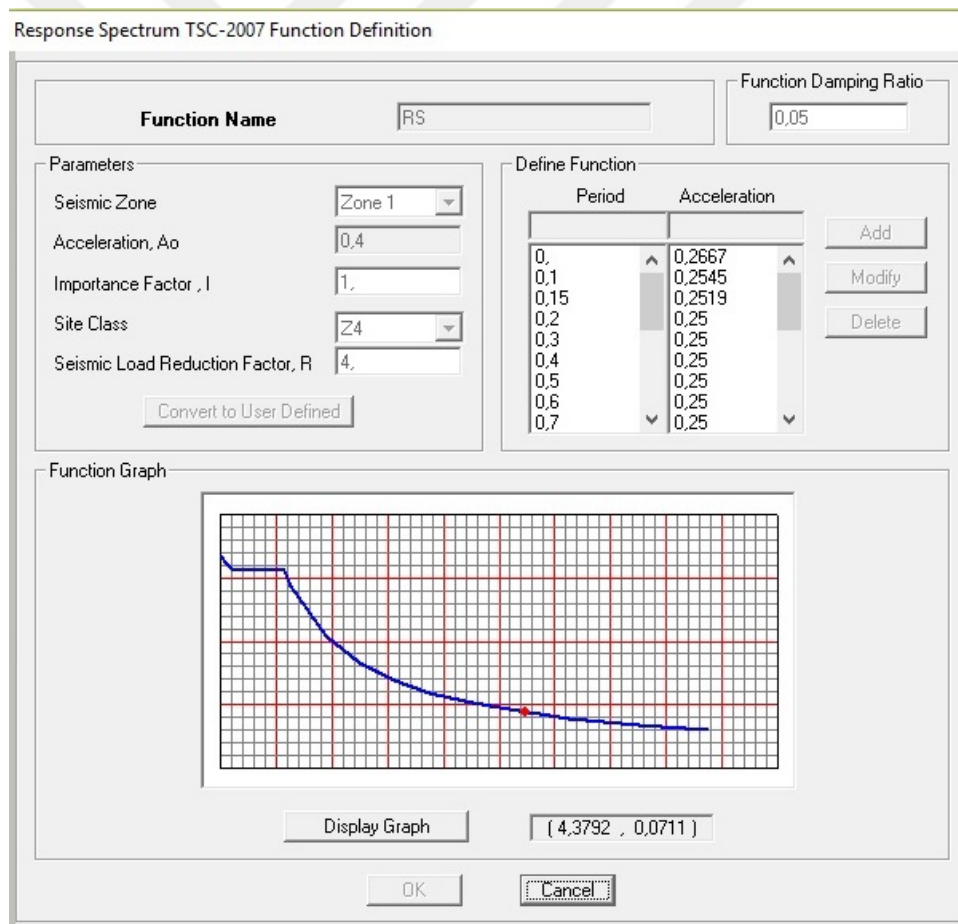 Response Spectrum TSC-2007 Function Definition
Function Damping Ratio
Function Name
RS
0,05
Parameters
Seismic Zone
Zone 1
Acceleration, Ao
0,4
Importance Factor , I
1,
Site Class
Z4
Seismic Load Reduction Factor, R
4,
Convert to User Defined
Define Function
Period Acceleration
0, 0,2667
0,1 0,2545
0,15 0,2519
0,2 0,25
0,3 0,25
0,4 0,25
0,5 0,25
0,6 0,25
0,7 0,25
Add
Modify
Delete
Function Graph
Display Graph
( 4,3792 , 0,0711 )
OK
Cancel